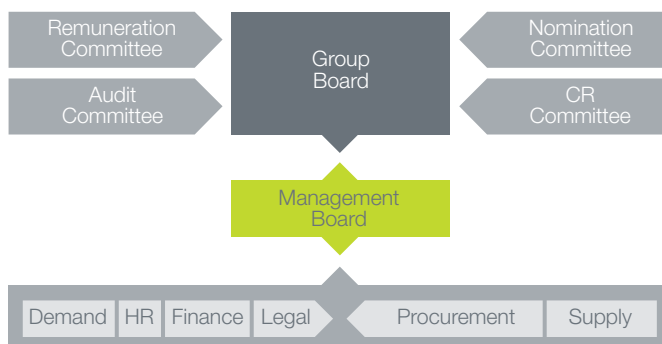 Remuneration
Committee
Group
Board
Nomination
Committee
Audit
Committee
CR
Committee
Management
Board
Demand
HR
Finance
Legal
Procurement
Supply